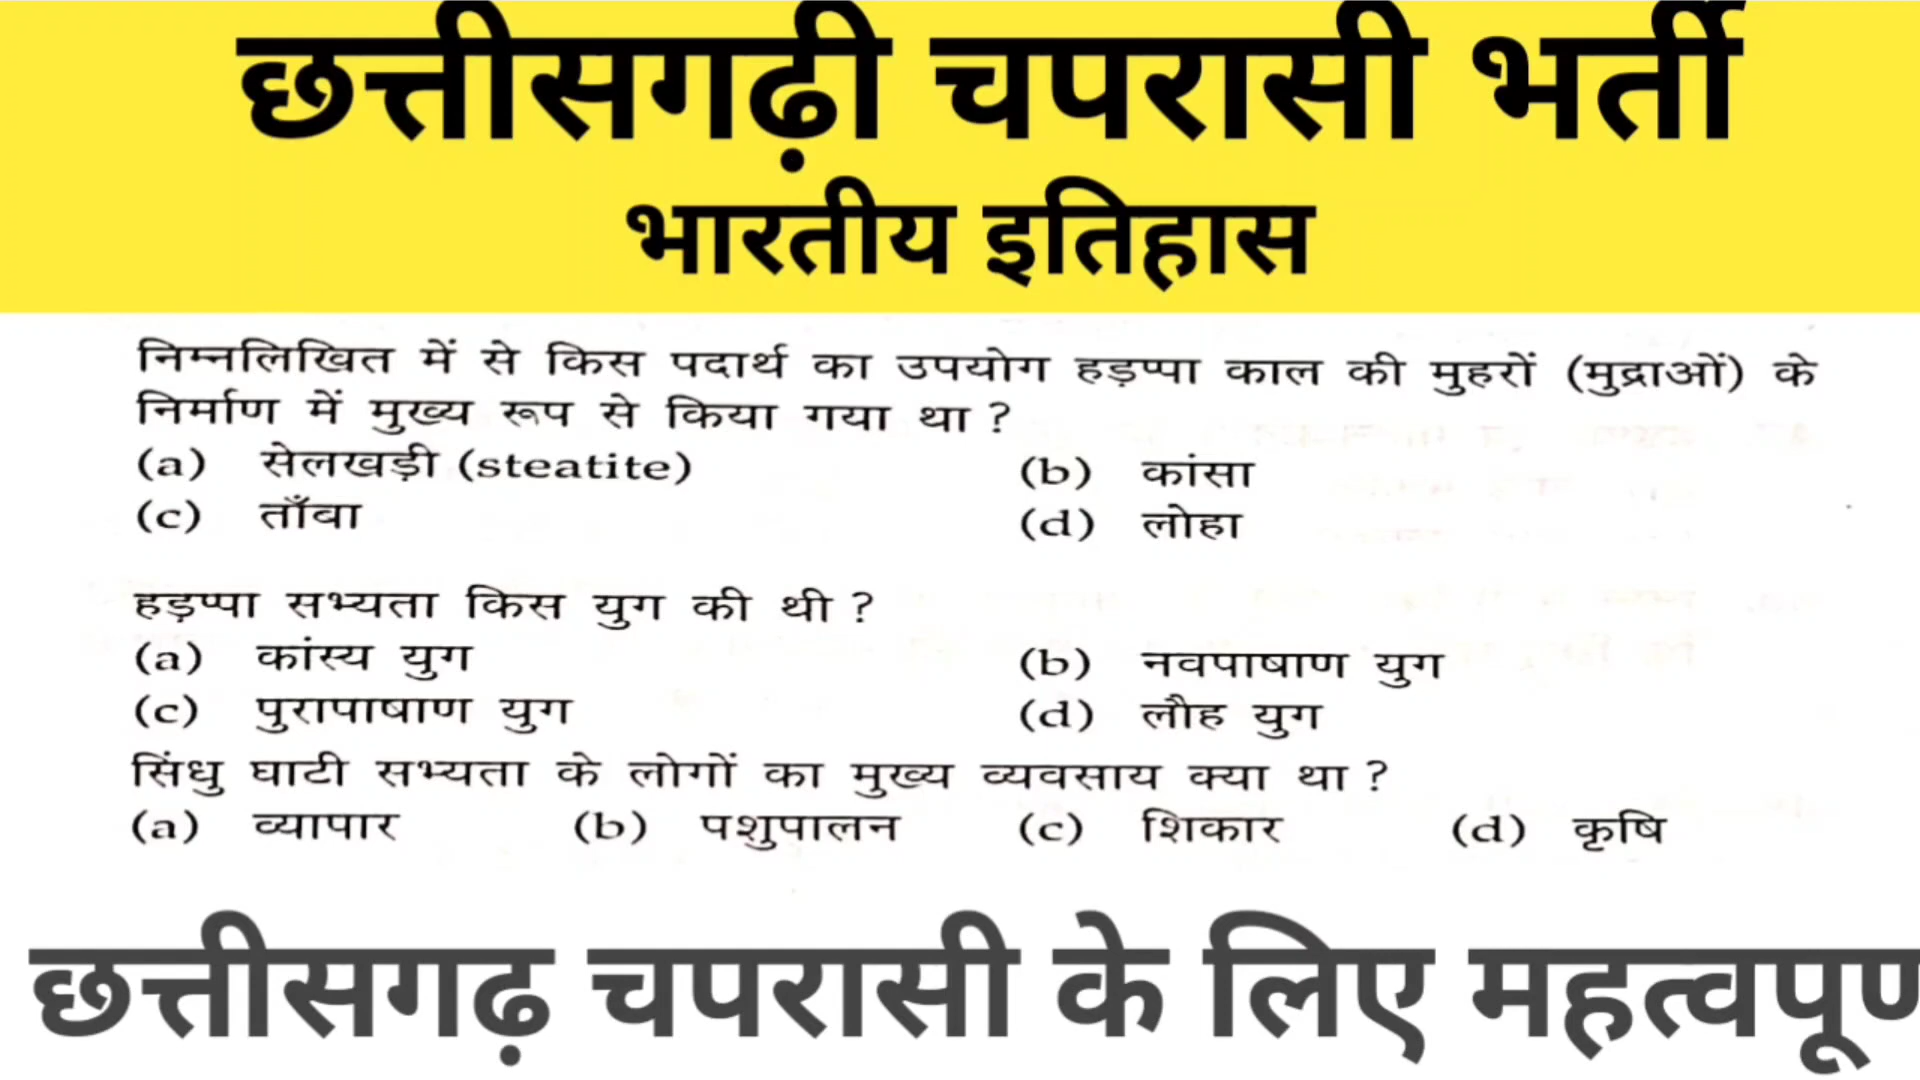 छत्तीसगढ़ी चपरासी भर्ती
भारतीय इतिहास
निम्नलिखित में से किस पदार्थ का उपयोग हड़प्पा काल की मुहरों (मुद्राओं) के
निर्माण में मुख्य रूप से किया गया था ?
(a) सेलखड़ी (steatite) (b) कांसा
(c) ताँबा (d) लोहा
हड़प्पा सभ्यता किस युग की थी ?
(a) कांस्य युग (b) नवपाषाण युग
(c) पुरापाषाण युग (d) लौह युग
सिंधु घाटी सभ्यता के लोगों का मुख्य व्यवसाय क्या था ?
(a) व्यापार (b) पशुपालन (c) शिकार (d) कृषि
छत्तीसगढ़ चपरासी के लिए महत्वपूण